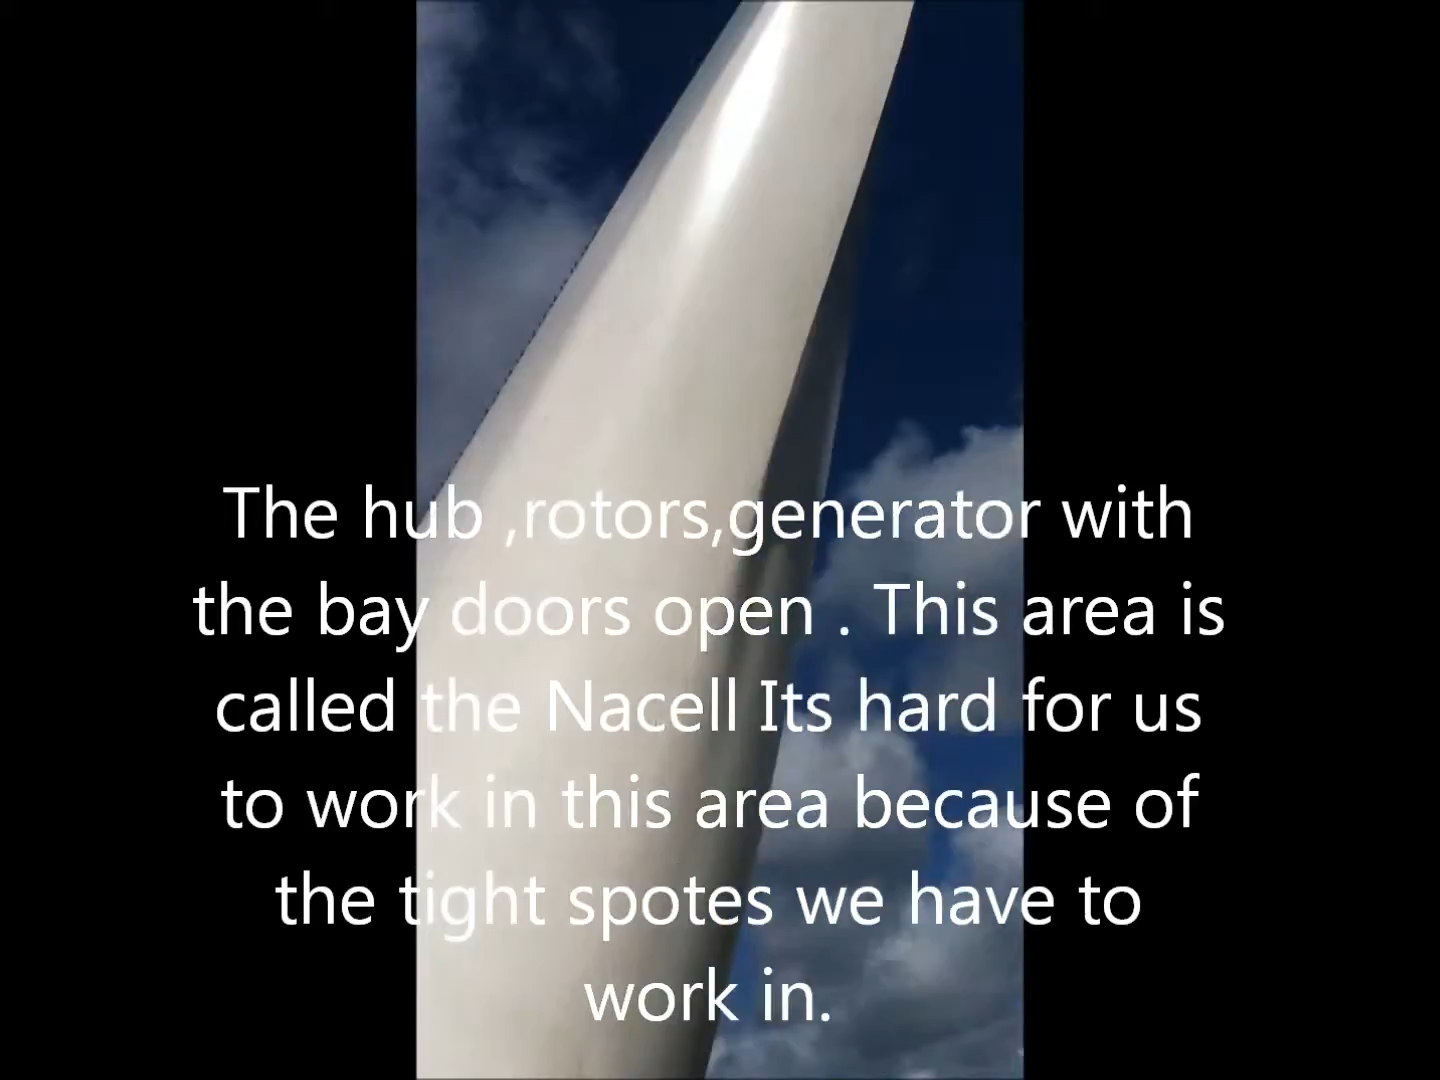 The hub ,rotors,generator with
the bay doors open . This area is
called the Nacell Its hard for us
to work in this area because of
the tight spotes we have to
work in.